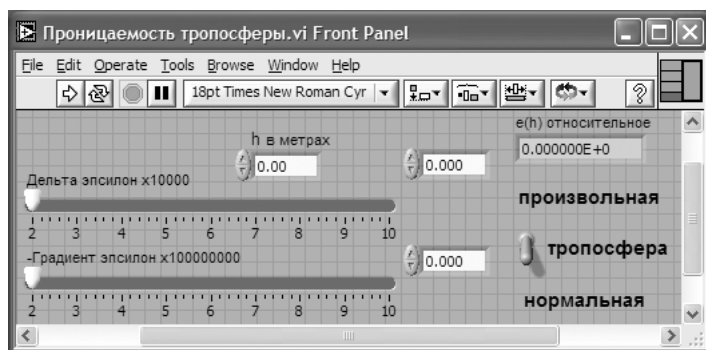 Проницаемость тропосферы.vi Front Panel
File Edit Operate Tools Browse Window Help
18pt Times New Roman Cyr
?
e(h) относительное
0.000000E+0
h в метрах
0.00
0.000
Дельта эпсилон x10000
2 3 4 5 6 7 8 9 10
произвольная
тропосфера
нормальная
-Градиент эпсилон x100000000
0.000
2 3 4 5 6 7 8 9 10